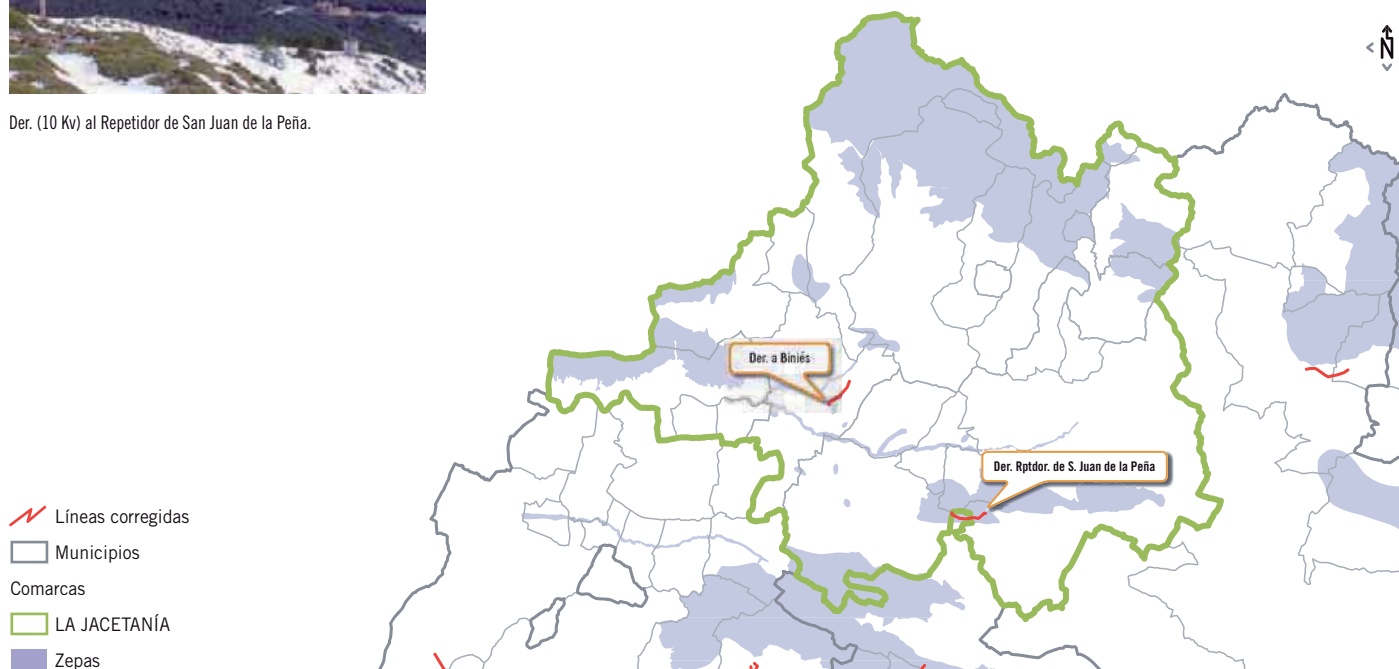 Der. (10 Kv) al Repetidor de San Juan de la Peña.
N
Der. a Biniés
Der. Rptdor. de S. Juan de la Peña
Líneas corregidas
Municipios
Comarcas
LA JACETANÍA
Zepas